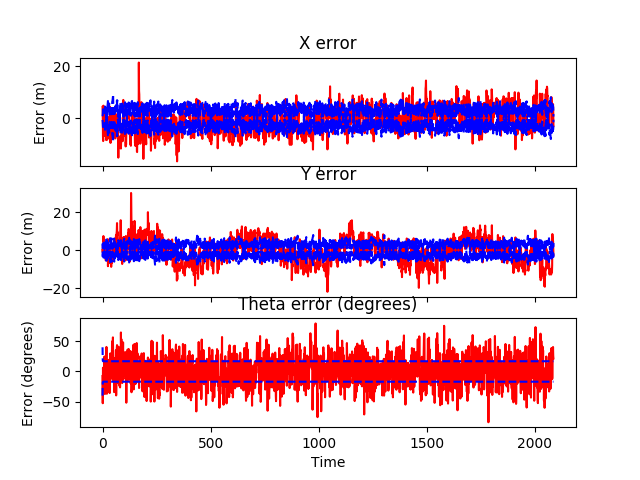 X error
20
0
Error (m)
Y error
20
0
−20
Error (m)
Theta error (degrees)
50
0
−50
Error (degrees)
0
500
1000
1500
2000
Time